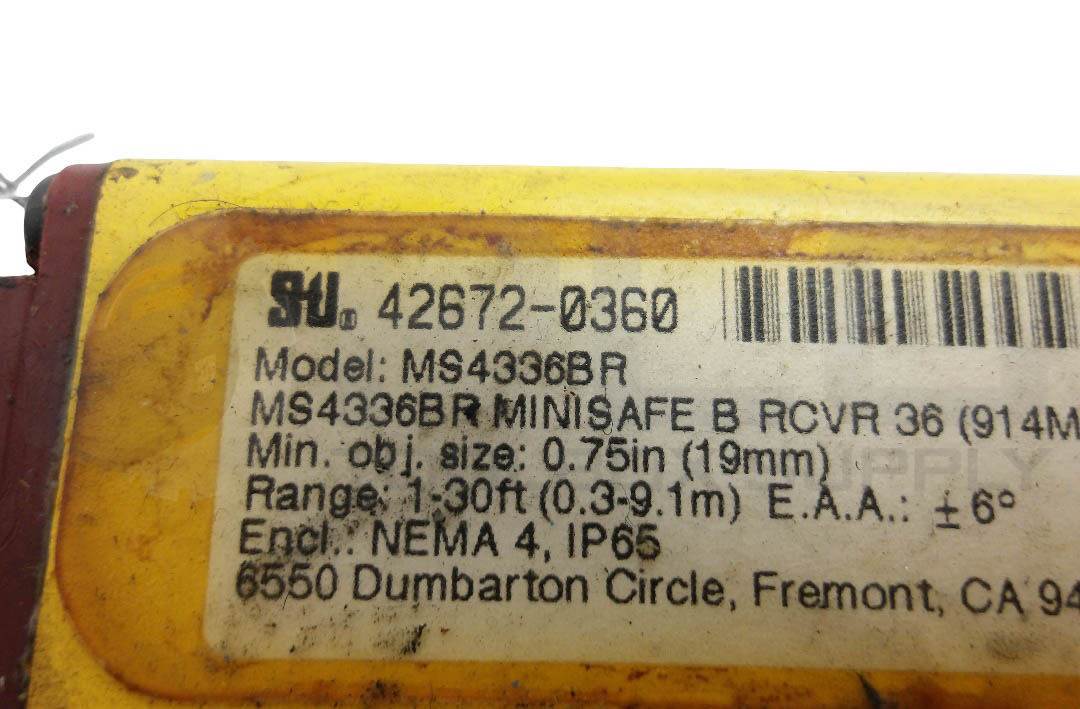 42672-0360
Model: MS4336BR
MS4336BR MINISAFE B RCVR 36 (914M
Min. obj. size: 0.75in (19mm)
Range: 1-30ft (0.3-9.1m) E.A.A.: ± 6°
Encl.: NEMA 4, IP65
6550 Dumbarton Circle, Fremont, CA 94
SUPPLY